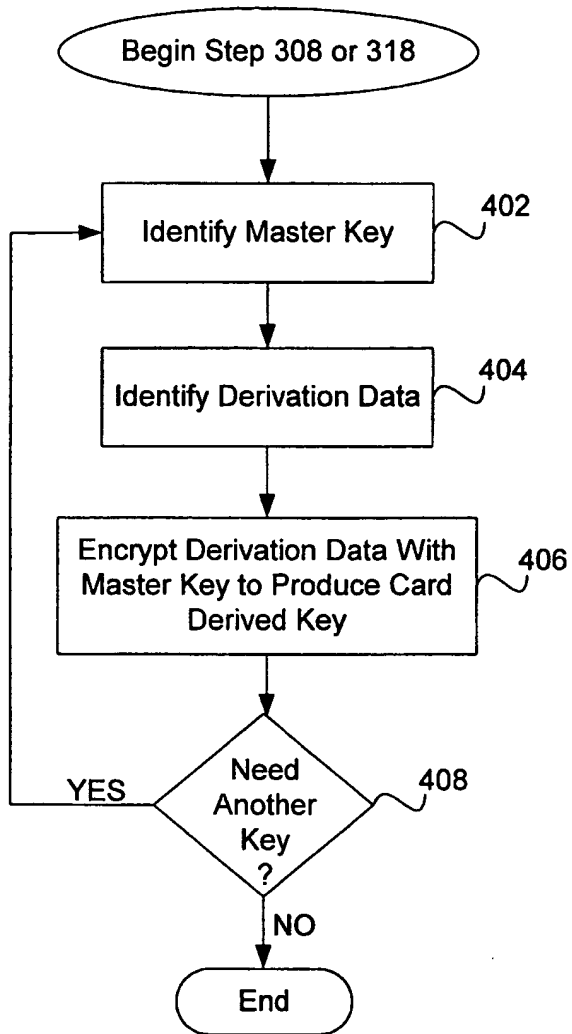 Begin Step 308 or 318
Identify Master Key
402
Identify Derivation Data
404
Encrypt Derivation Data With
Master Key to Produce Card
Derived Key
406
Need
Another
Key
?
408
YES
NO
End